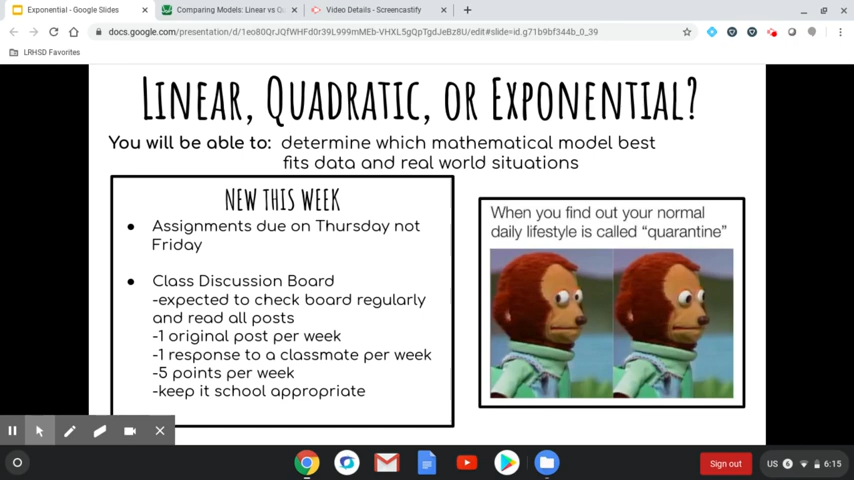 Exponential - Google Slides
Comparing Models: Linear vs Qu
Video Details - Screencastify
docs.google.com/presentation/d/1eo80QrJQfWHFd0r39L999mMEb-VHXL5gQpTgdJeBz8U/edit#slide=id.g71b9bf344b_0_39
LRHSD Favorites
Linear, Quadratic, or Exponential?
You will be able to: determine which mathematical model best
fits data and real world situations
New this week
● Assignments due on Thursday not
Friday
● Class Discussion Board
-expected to check board regularly
and read all posts
-1 original post per week
-1 response to a classmate per week
-5 points per week
-keep it school appropriate
When you find out your normal
daily lifestyle is called “quarantine”
Sign out
US 6 6:15